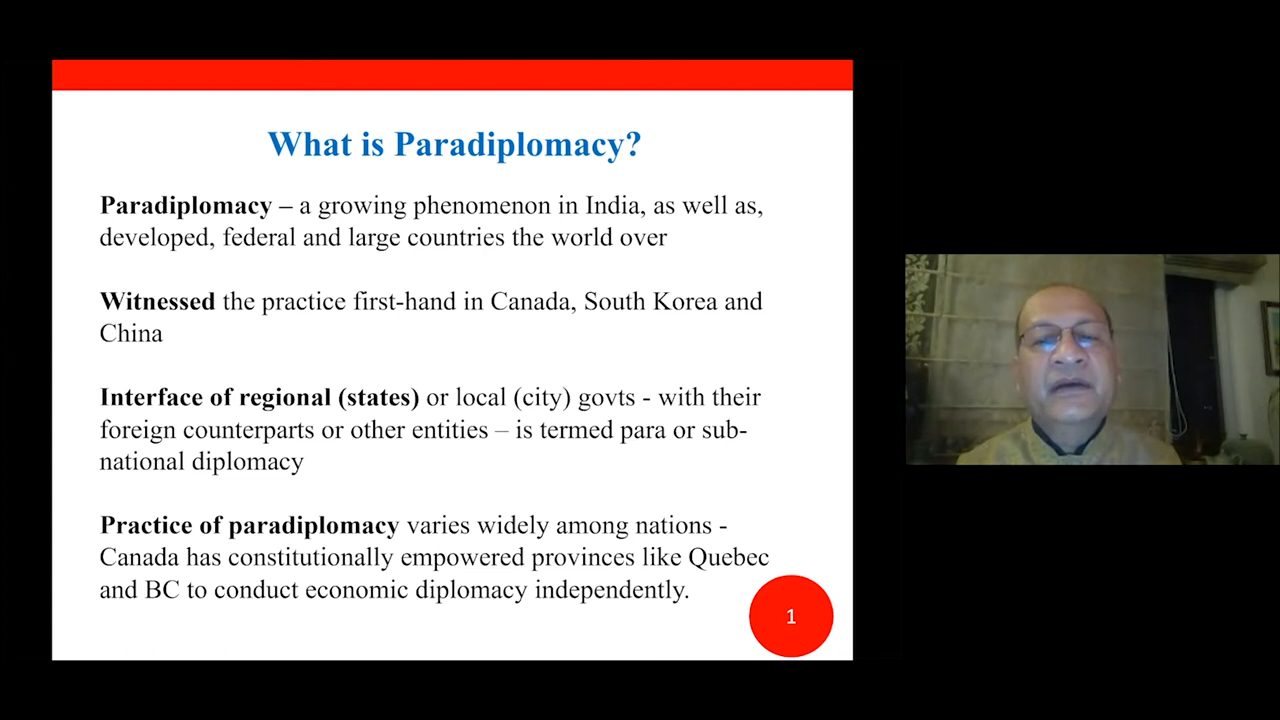 What is Paradiplomacy?
Paradiplomacy – a growing phenomenon in India, as well as,
developed, federal and large countries the world over
Witnessed the practice first-hand in Canada, South Korea and
China
Interface of regional (states) or local (city) govts - with their
foreign counterparts or other entities – is termed para or sub-
national diplomacy
Practice of paradiplomacy varies widely among nations -
Canada has constitutionally empowered provinces like Quebec
and BC to conduct economic diplomacy independently.
1